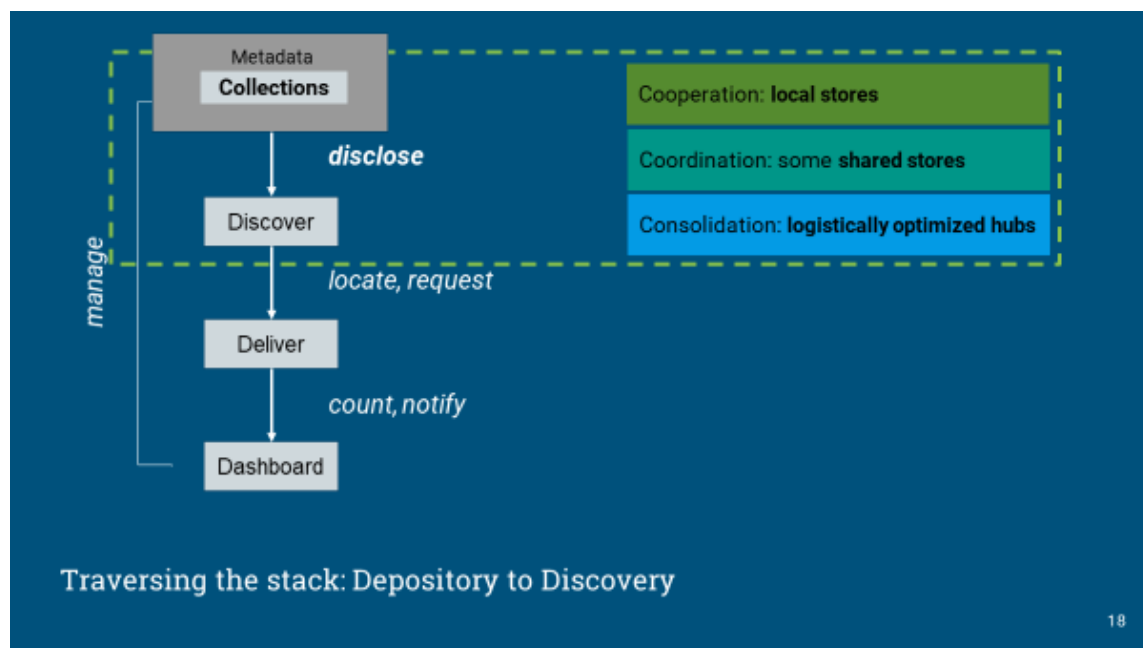 Metadata
Collections
Cooperation: local stores
disclose
Coordination: some shared stores
Discover
Consolidation: logistically optimized hubs
manage
locate, request
Deliver
count, notify
Dashboard
Traversing the stack: Depository to Discovery
18